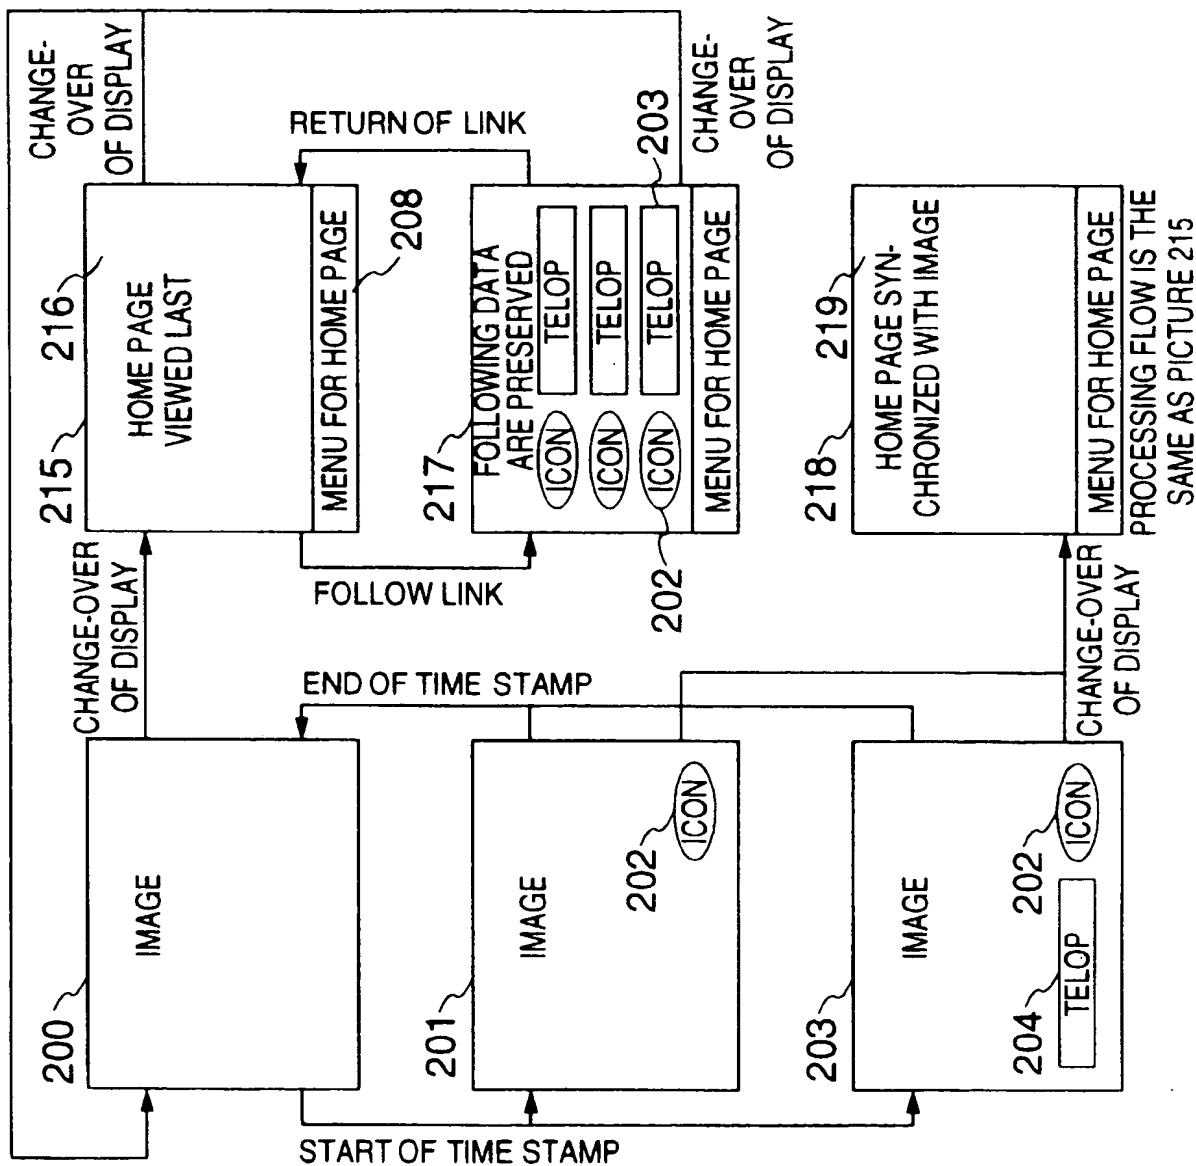 CHANGE-
OVER
OF DISPLAY
RETURN OF LINK
CHANGE-
OVER
OF DISPLAY
203
216
215
HOME PAGE
VIEWED LAST
MENU FOR HOME PAGE
208
217
FOLLOWING DATA
ARE PRESERVED
ICON
TELOP
ICON
TELOP
ICON
TELOP
MENU FOR HOME PAGE
202
219
218
HOME PAGE SYN-
CHRONIZED WITH IMAGE
MENU FOR HOME PAGE
PROCESSING FLOW IS THE
SAME AS PICTURE 215
FOLLOW LINK
CHANGE-OVER
OF DISPLAY
END OF TIME STAMP
CHANGE-OVER
OF DISPLAY
200
IMAGE
201
IMAGE
202
ICON
203
IMAGE
204
TELOP
202
ICON
START OF TIME STAMP